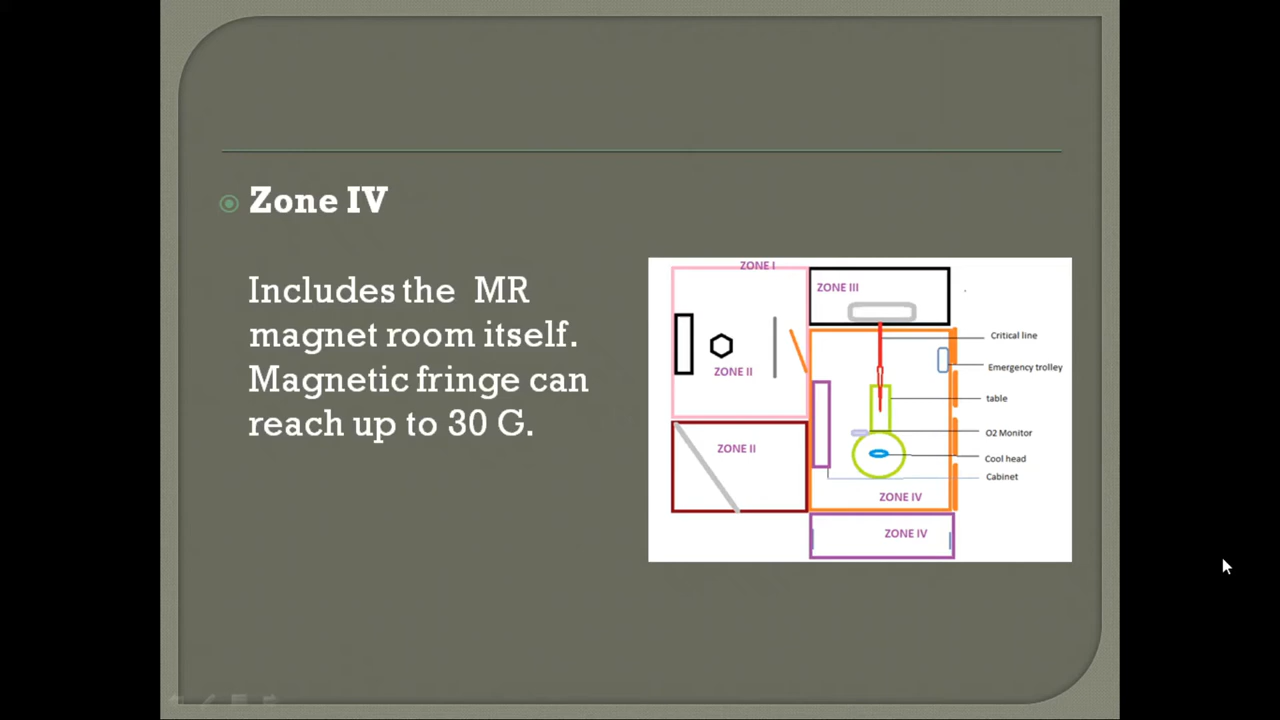 Zone IV
Includes the MR
magnet room itself.
Magnetic fringe can
reach up to 30 G.
ZONE I
ZONE III
ZONE II
ZONE II
ZONE IV
ZONE IV
Critical line
Emergency trolley
table
O2 Monitor
Cool head
Cabinet